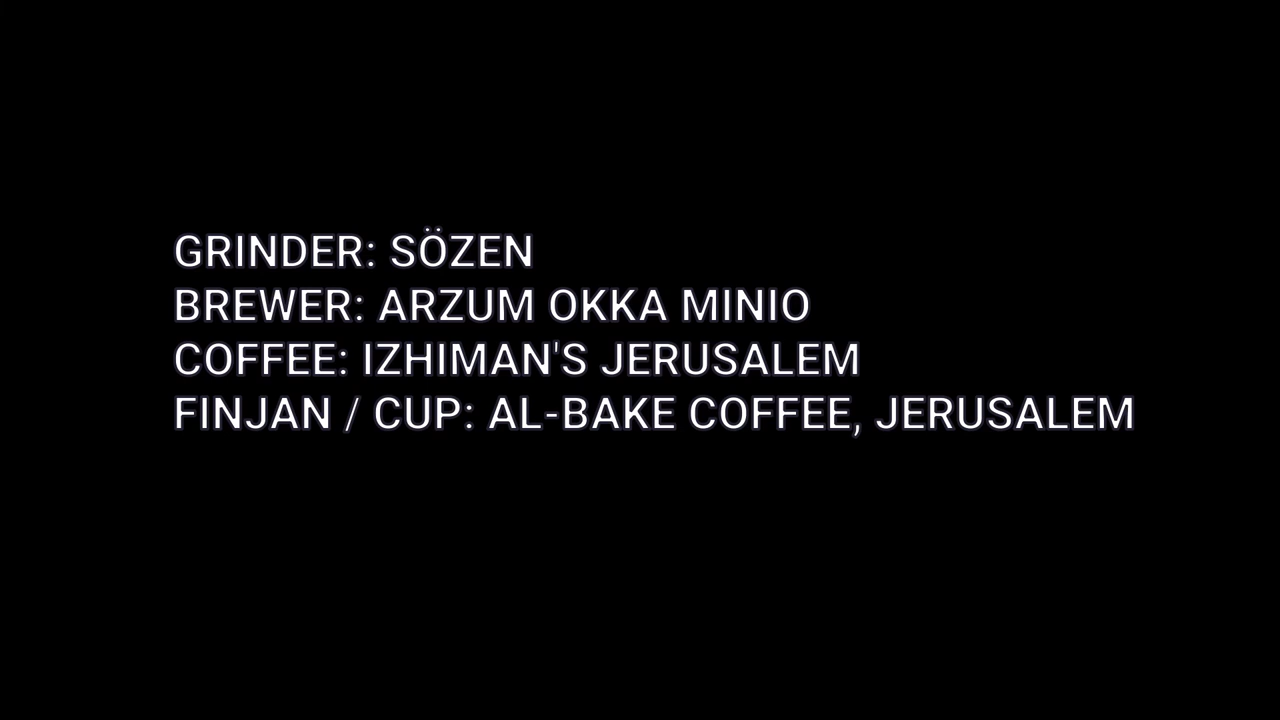 GRINDER: SÖZEN
BREWER: ARZUM OKKA MINIO
COFFEE: IZHIMAN'S JERUSALEM
FINJAN / CUP: AL-BAKE COFFEE, JERUSALEM